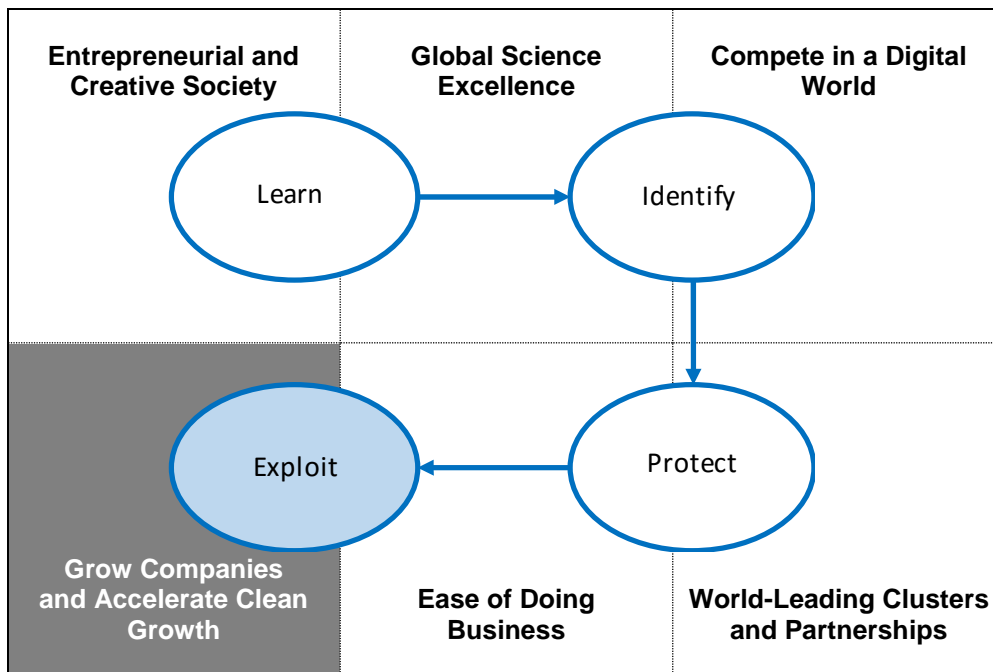 Entrepreneurial and
Creative Society
Global Science
Excellence
Compete in a Digital
World
Learn
Identify
Exploit
Protect
Grow Companies
and Accelerate Clean
Growth
Ease of Doing
Business
World-Leading Clusters
and Partnerships